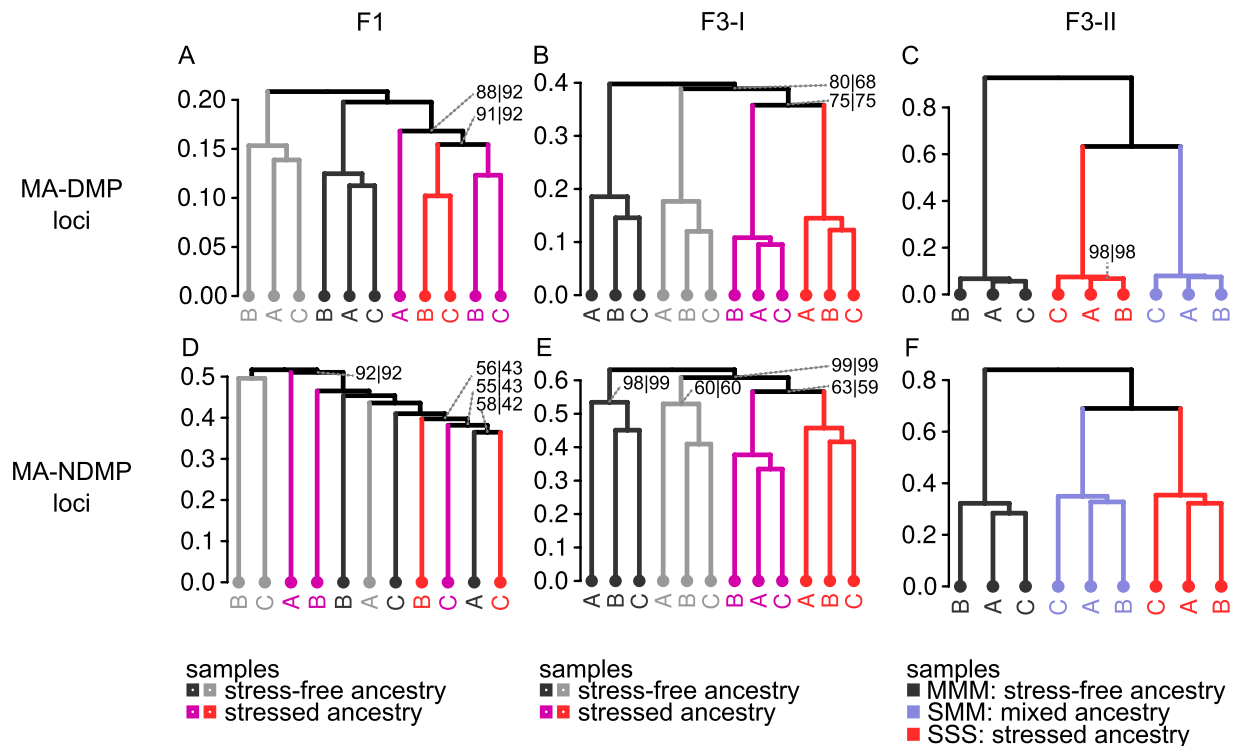 F1 F3-I F3-II
A B C
MA-DMP
loci
0.20
0.15
0.10
0.05
0.00
88|92
91|92
B A C B A C A B C B C
0.4
0.3
0.2
0.1
0.0
80|68
75|75
A B C A B C B A C A B C
0.8
0.6
0.4
0.2
0.0
98|98
B A C C A B C A B
D E F
MA-NDMP
loci
0.5
0.4
0.3
0.2
0.1
0.0
92|92
56|43
55|43
58|42
B C A B B A C B C A C
0.6
0.5
0.4
0.3
0.2
0.1
0.0
98|99
60|60
99|99
63|59
A B C A B C B A C A B C
0.8
0.6
0.4
0.2
0.0
B A C C A B C A B
samples
stress-free ancestry
stressed ancestry
samples
stress-free ancestry
stressed ancestry
samples
MMM: stress-free ancestry
SMM: mixed ancestry
SSS: stressed ancestry